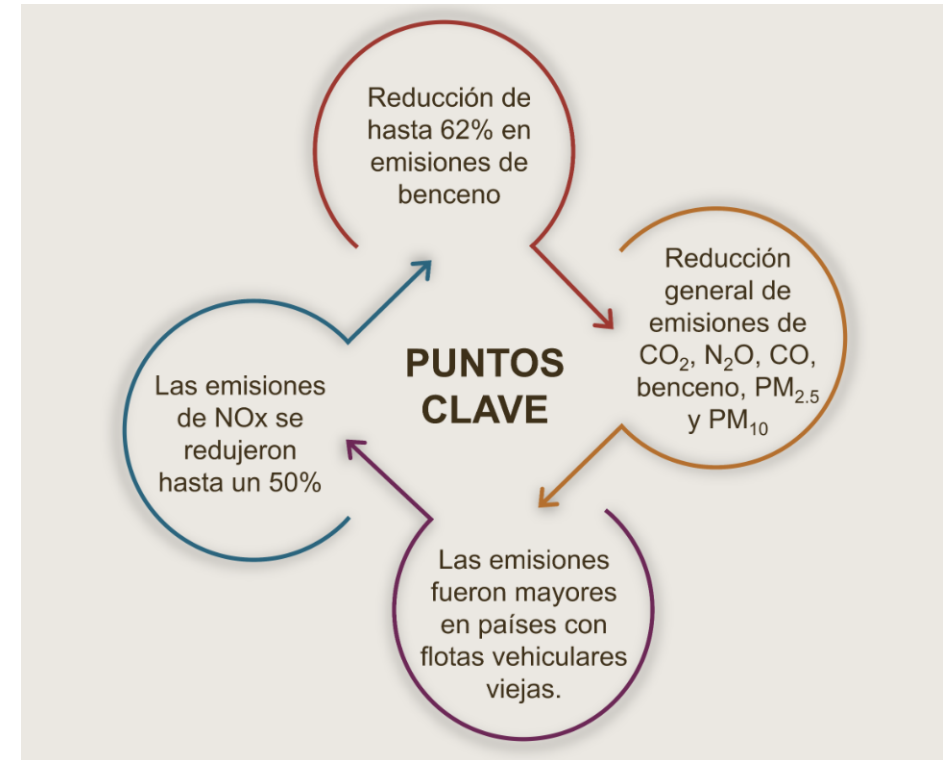 Reducción de
hasta 62% en
emisiones de
benceno
Reducción
general de
emisiones de
CO₂, N₂O, CO,
benceno, PM₂.₅
y PM₁₀
PUNTOS
CLAVE
Las emisiones
de NOx se
redujeron
hasta un 50%
Las emisiones
fueron mayores
en países con
flotas vehiculares
viejas.